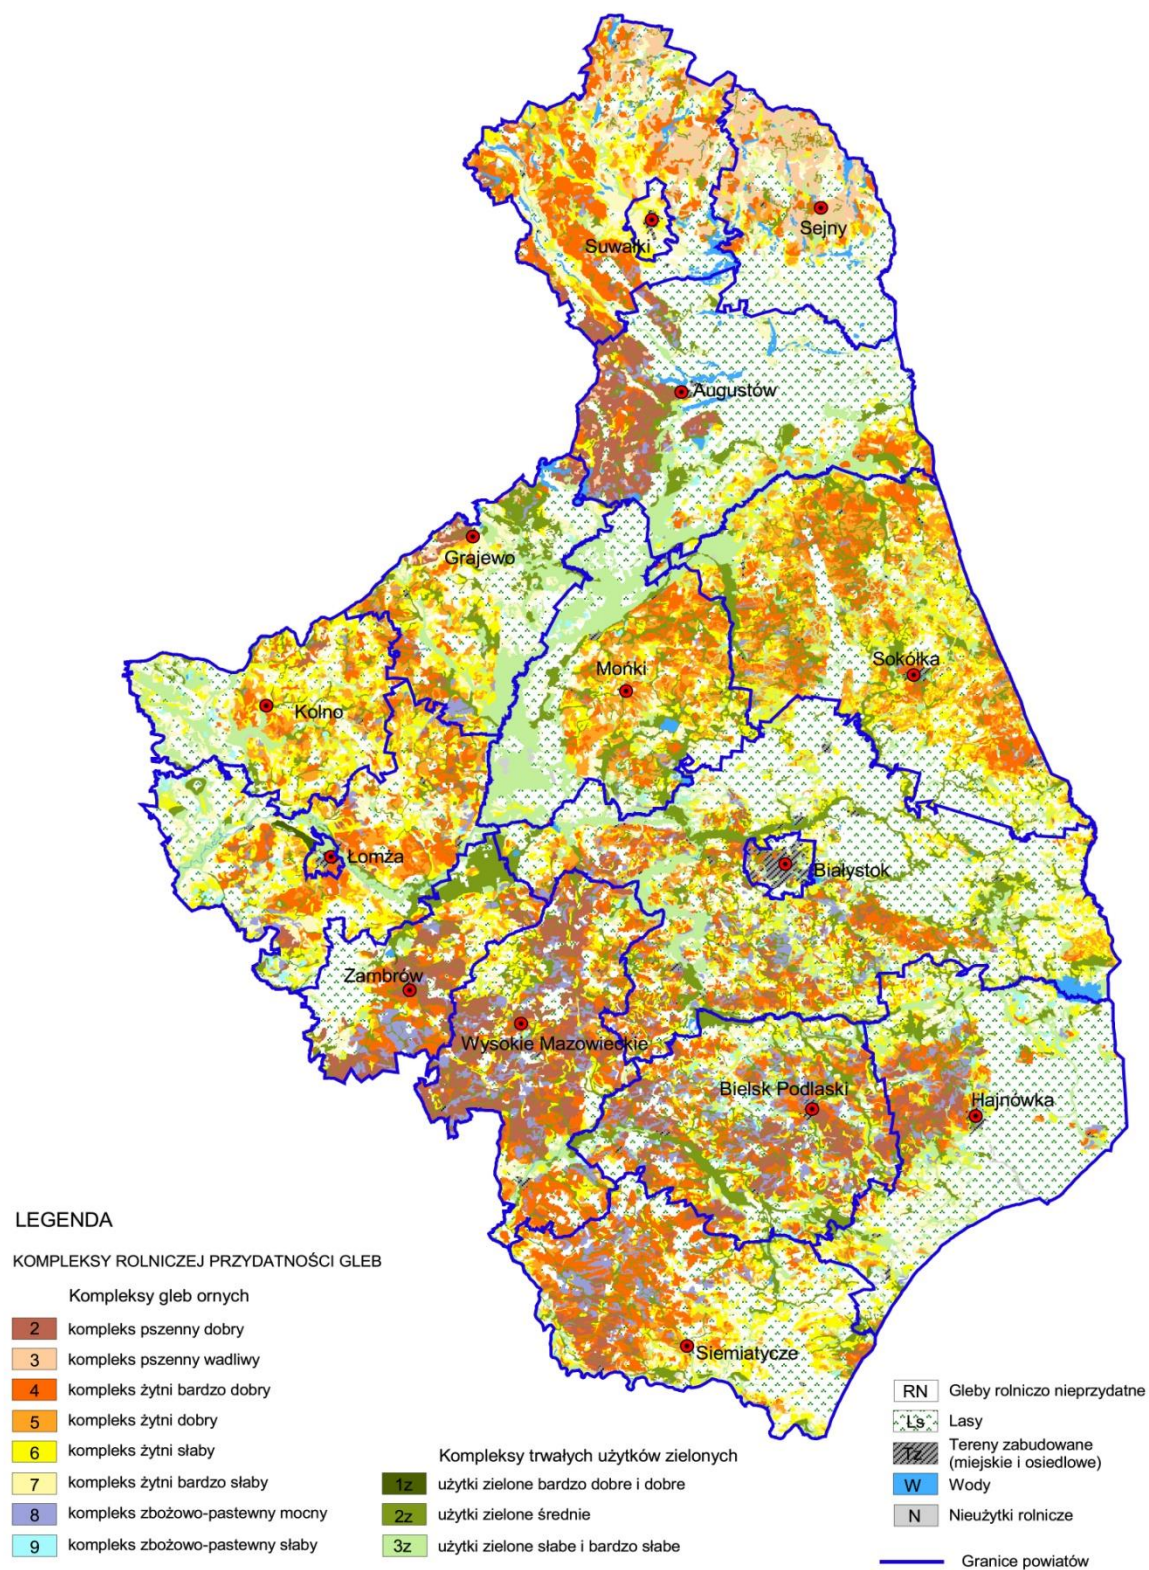 Suwałki
Sejny
Augustów
Grajewo
Mońki
Sokółka
Kolno
Łomża
Białystok
Zambrów
Wysokie Mazowieckie
Bielsk Podlaski
Hajnówka
Siemiatycze
LEGENDA
KOMPLEKSY ROLNICZEJ PRZYDATNOŚCI GLEB
Kompleksy gleb ornych
2 kompleks pszenny dobry
3 kompleks pszenny wadliwy
4 kompleks żytni bardzo dobry
5 kompleks żytni dobry
6 kompleks żytni słaby
7 kompleks żytni bardzo słaby
8 kompleks zbożowo-pastewny mocny
9 kompleks zbożowo-pastewny słaby
Kompleksy trwałych użytków zielonych
1z użytki zielone bardzo dobre i dobre
2z użytki zielone średnie
3z użytki zielone słabe i bardzo słabe
RN Gleby rolniczo nieprzydatne
Ls Lasy
Tz Tereny zabudowane
(miejskie i osiedlowe)
W Wody
N Nieużytki rolnicze
Granice powiatów